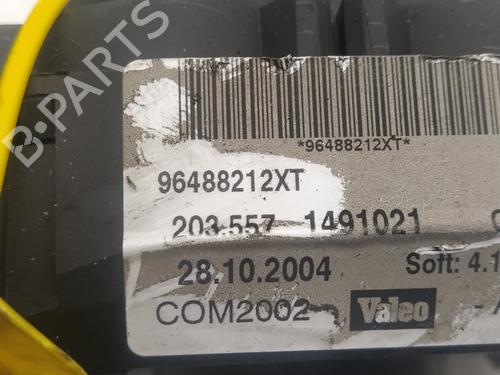 B-PARTS
*96488212XT*
96488212XT
203.557 1491021
28.10.2004 Soft: 4.1
COM2002 Valeo